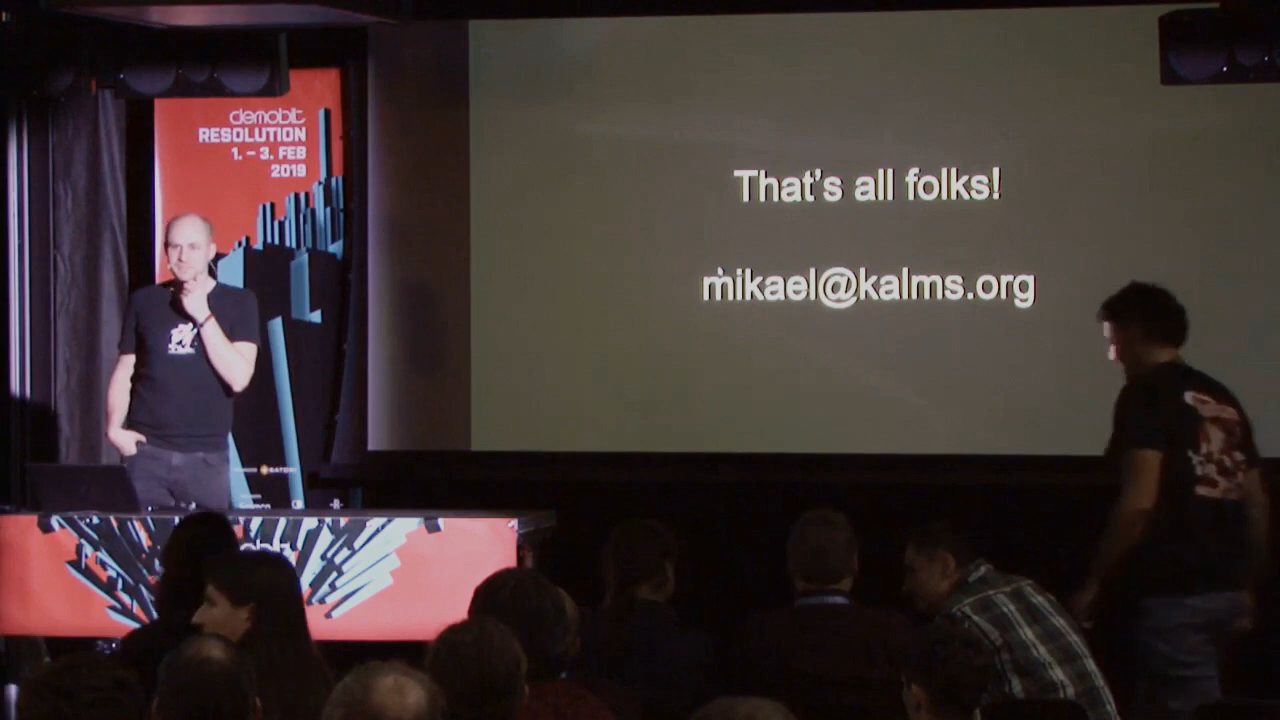 demobit
RESOLUTION
1. – 3. FEB
2019
That's all folks!
mikael@kalms.org